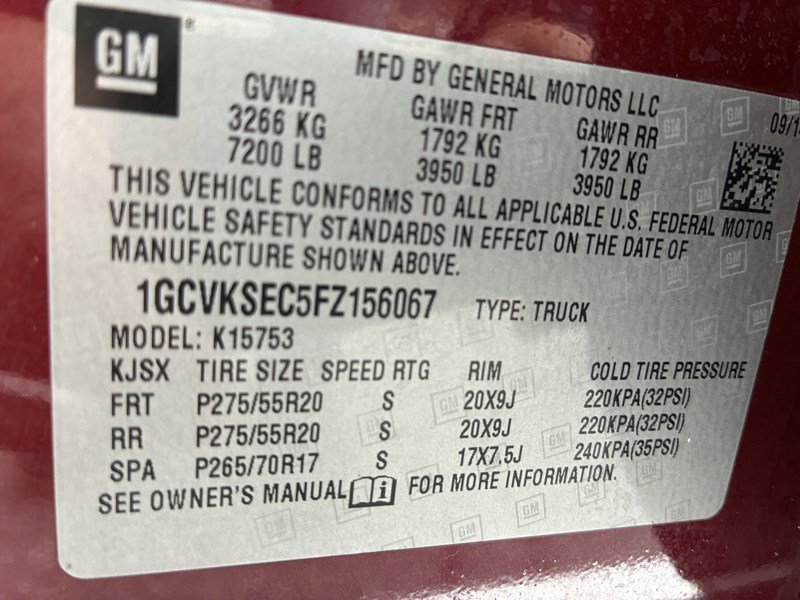 GM
MFD BY GENERAL MOTORS LLC
GVWR GAWR FRT GAWR RR
3266 KG 1792 KG 1792 KG
7200 LB 3950 LB 3950 LB
09/1
THIS VEHICLE CONFORMS TO ALL APPLICABLE U.S. FEDERAL MOTOR
VEHICLE SAFETY STANDARDS IN EFFECT ON THE DATE OF
MANUFACTURE SHOWN ABOVE.
1GCVKSEC5FZ156067 TYPE: TRUCK
MODEL: K15753
KJSX TIRE SIZE SPEED RTG RIM COLD TIRE PRESSURE
FRT P275/55R20 S 20X9J 220KPA(32PSI)
RR P275/55R20 S 20X9J 220KPA(32PSI)
SPA P265/70R17 S 17X7.5J 240KPA(35PSI)
SEE OWNER'S MANUAL i FOR MORE INFORMATION.